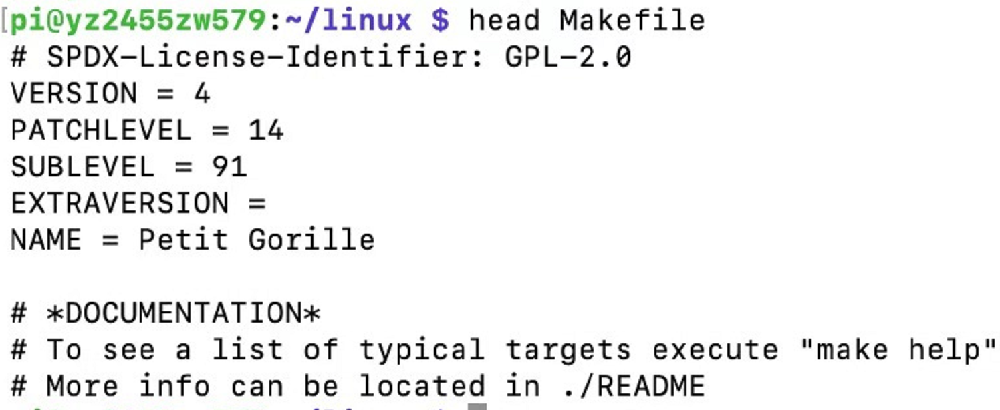 [pi@yz2455zw579:~/linux $ head Makefile
# SPDX-License-Identifier: GPL-2.0
VERSION = 4
PATCHLEVEL = 14
SUBLEVEL = 91
EXTRAVERSION =
NAME = Petit Gorille

# *DOCUMENTATION*
# To see a list of typical targets execute "make help"
# More info can be located in ./README